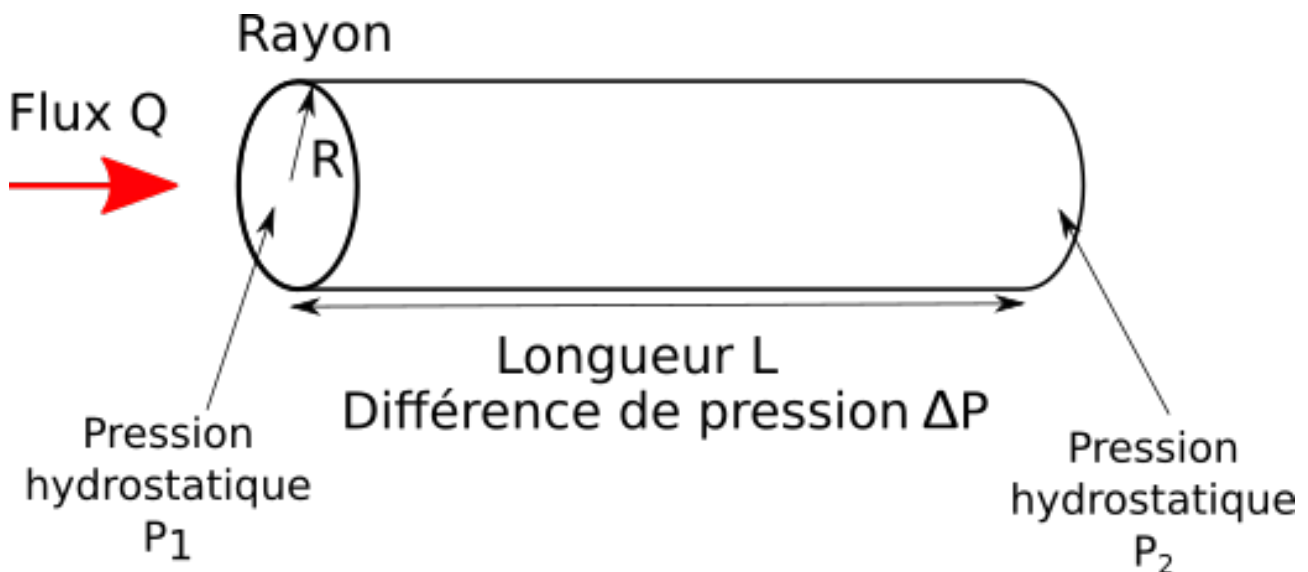 Rayon
Flux Q
R
Longueur L
Différence de pression ΔP
Pression
hydrostatique
P1
Pression
hydrostatique
P₂